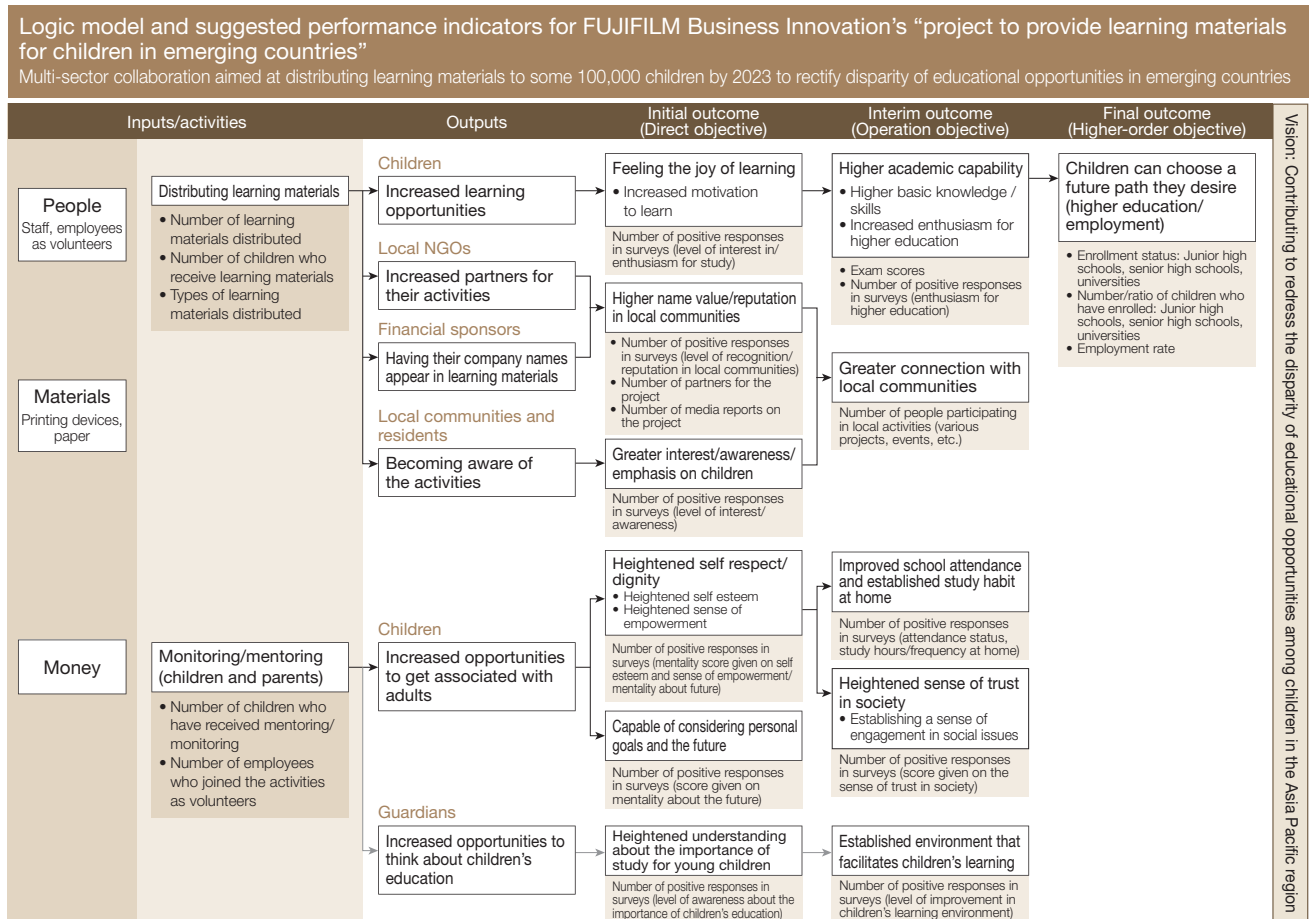 Logic model and suggested performance indicators for FUJIFILM Business Innovation's “project to provide learning materials
for children in emerging countries”
Multi-sector collaboration aimed at distributing learning materials to some 100,000 children by 2023 to rectify disparity of educational opportunities in emerging countries
Inputs/activities
Outputs
Initial outcome
(Direct objective)
Interim outcome
(Operation objective)
Final outcome
(Higher-order objective)
People
Staff, employees
as volunteers
Materials
Printing devices,
paper
Money
Distributing learning materials
• Number of learning
materials distributed
• Number of children who
receive learning materials
• Types of learning
materials distributed
Monitoring/mentoring
(children and parents)
• Number of children who
have received mentoring/
monitoring
• Number of employees
who joined the activities
as volunteers
Children
Increased learning
opportunities
Local NGOs
Increased partners for
their activities
Financial sponsors
Having their company names
appear in learning materials
Local communities and
residents
Becoming aware of
the activities
Children
Increased opportunities
to get associated with
adults
Guardians
Increased opportunities to
think about children's
education
Feeling the joy of learning
• Increased motivation
to learn
Number of positive responses
in surveys (level of interest in/
enthusiasm for study)
Higher name value/reputation
in local communities
• Number of positive responses
in surveys (level of recognition/
reputation in local communities)
• Number of partners for the
project
• Number of media reports on
the project
Greater interest/awareness/
emphasis on children
Number of positive responses
in surveys (level of interest/
awareness)
Heightened self respect/
dignity
• Heightened self esteem
• Heightened sense of
empowerment
Number of positive responses in
surveys (mentality score given on self
esteem and sense of empowerment/
mentality about future)
Capable of considering personal
goals and the future
Number of positive responses
in surveys (score given on
mentality about the future)
Heightened understanding
about the importance of
study for young children
Number of positive responses in
surveys (level of awareness about the
importance of children's education)
Higher academic capability
• Higher basic knowledge /
skills
• Increased enthusiasm for
higher education
• Exam scores
• Number of positive responses
in surveys (enthusiasm for
higher education)
Greater connection with
local communities
Number of people participating
in local activities (various
projects, events, etc.)
Improved school attendance
and established study habit
at home
Number of positive responses
in surveys (attendance status,
study hours/frequency at home)
Heightened sense of trust
in society
• Establishing a sense of
engagement in social issues
Number of positive responses
in surveys (score given on the
sense of trust in society)
Established environment that
facilitates children's learning
Number of positive responses in
surveys (level of improvement in
children's learning environment)
Children can choose a
future path they desire
(higher education/
employment)
• Enrollment status: Junior high
schools, senior high schools,
universities
• Number/ratio of children who
have enrolled: Junior high
schools, senior high schools,
universities
• Employment rate
Vision: Contributing to redress the disparity of educational opportunities among children in the Asia Pacific region